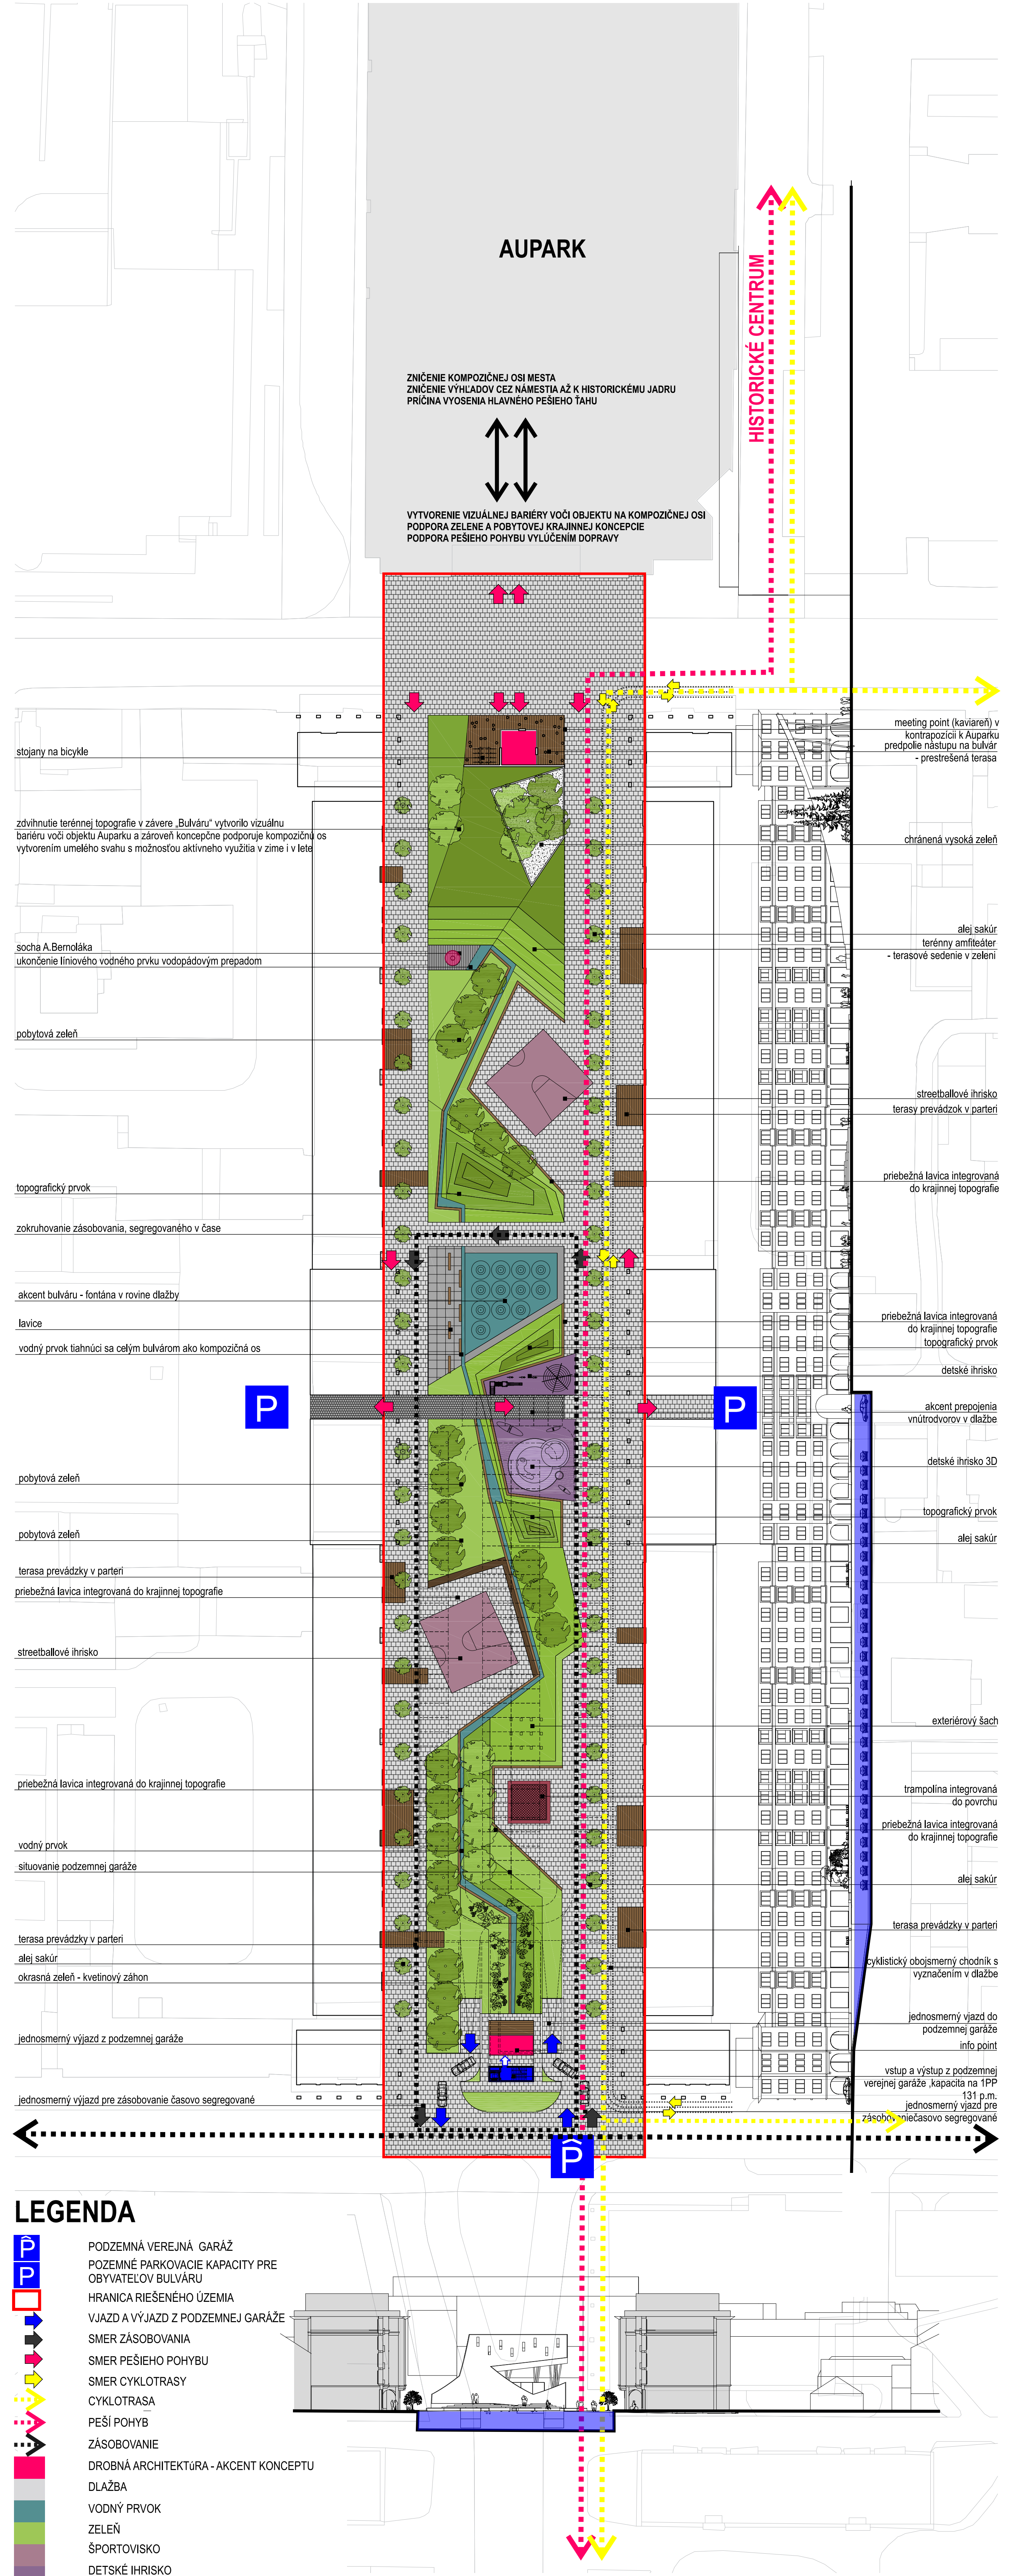 AUPARK
HISTORICKÉ CENTRUM
ZNIČENIE KOMPOZIČNEJ OSI MESTA
ZNIČENIE VÝHĽADOV CEZ NÁMESTIA AŽ K HISTORICKÉMU JADRU
PRÍČINA VYOSENIA HLAVNÉHO PEŠIEHO ŤAHU
VYTVORENIE VIZUÁLNEJ BARIÉRY VOČI OBJEKTU NA KOMPOZIČNEJ OSI
PODPORA ZELENE A POBYTOVEJ KRAJINNEJ KONCEPCIE
PODPORA PEŠIEHO POHYBU VYLÚČENÍM DOPRAVY
stojany na bicykle
zdvihnutie terénnej topografie v závere „Bulváru“ vytvorilo vizuálnu
bariéru voči objektu Auparku a zároveň koncepčne podporuje kompozičnú os
vytvorením umelého svahu s možnosťou aktívneho využitia v zime i v lete
socha A.Bernoláka
ukončenie líniového vodného prvku vodopádovým prepadom
pobytová zeleň
topografický prvok
zokruhovanie zásobovania, segregovaného v čase
akcent bulváru - fontána v rovine dlažby
lavice
vodný prvok tiahnúci sa celým bulvárom ako kompozičná os
P
pobytová zeleň
pobytová zeleň
terasa prevádzky v parteri
priebežná lavica integrovaná do krajinnej topografie
streetballové ihrisko
priebežná lavica integrovaná do krajinnej topografie
vodný prvok
situovanie podzemnej garáže
terasa prevádzky v parteri
alej sakúr
okrasná zeleň - kvetinový záhon
jednosmerný výjazd z podzemnej garáže
jednosmerný výjazd pre zásobovanie časovo segregované
meeting point (kaviareň) v
kontrapozícii k Auparku
predpolie nástupu na bulvár
- prestrešená terasa
chránená vysoká zeleň
alej sakúr
terénny amfiteáter
- terasové sedenie v zeleni
streetballové ihrisko
terasy prevádzok v parteri
priebežná lavica integrovaná
do krajinnej topografie
priebežná lavica integrovaná
do krajinnej topografie
topografický prvok
detské ihrisko
P
akcent prepojenia
vnútrodvorov v dlažbe
detské ihrisko 3D
topografický prvok
alej sakúr
exteriérový šach
trampolína integrovaná
do povrchu
priebežná lavica integrovaná
do krajinnej topografie
alej sakúr
terasa prevádzky v parteri
cyklistický obojsmerný chodník s
vyznačením v dlažbe
jednosmerný vjazd do
podzemnej garáže
info point
vstup a výstup z podzemnej
verejnej garáže ,kapacita na 1PP
131 p.m.
jednosmerný vjazd pre
P
LEGENDA
P PODZEMNÁ VEREJNÁ GARÁŽ
P POZEMNÉ PARKOVACIE KAPACITY PRE
OBYVATEĽOV BULVÁRU
HRANICA RIEŠENÉHO ÚZEMIA
VJAZD A VÝJAZD Z PODZEMNEJ GARÁŽE
SMER ZÁSOBOVANIA
SMER PEŠIEHO POHYBU
SMER CYKLOTRASY
CYKLOTRASA
PEŠÍ POHYB
ZÁSOBOVANIE
DROBNÁ ARCHITEKTúRA - AKCENT KONCEPTU
DLAŽBA
VODNÝ PRVOK
ZELEŇ
ŠPORTOVISKO
DETSKÉ IHRISKO